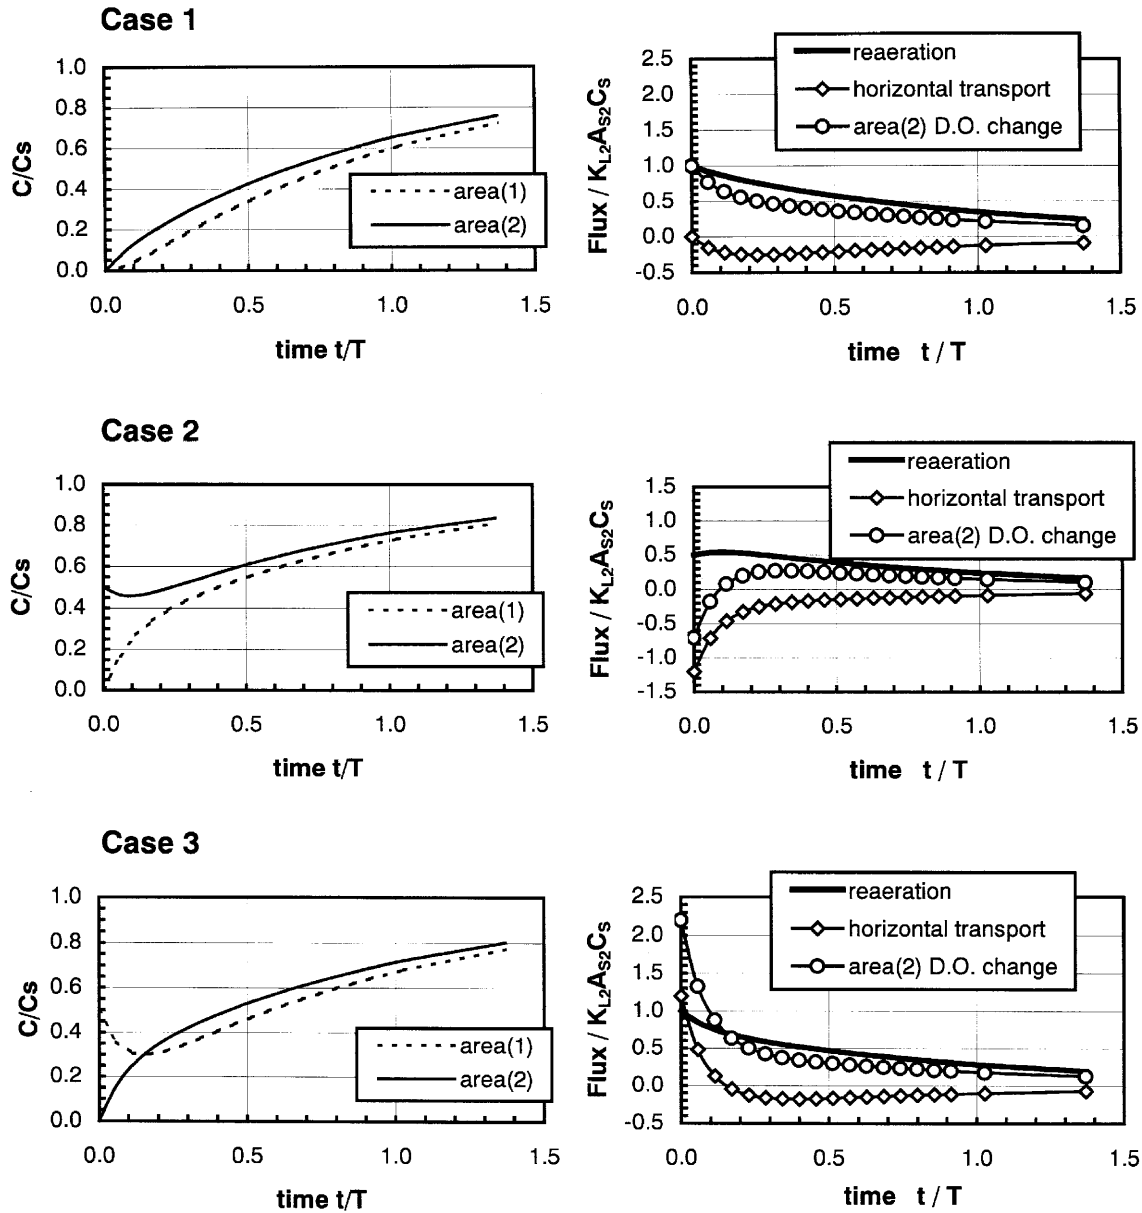 Case 1
1.0
0.8
0.6
0.4
0.2
0.0
C/Cs
area(1)
area(2)
0.0 0.5 1.0 1.5
time t/T
reaeration
horizontal transport
area(2) D.O. change
2.5
2.0
1.5
1.0
0.5
0.0
-0.5
Flux / KL2AS2CS
0.0 0.5 1.0 1.5
time t / T
Case 2
1.0
0.8
0.6
0.4
0.2
0.0
C/Cs
area(1)
area(2)
0.0 0.5 1.0 1.5
time t/T
reaeration
horizontal transport
area(2) D.O. change
1.5
1.0
0.5
0.0
-0.5
-1.0
-1.5
Flux / KL2AS2CS
0.0 0.5 1.0 1.5
time t / T
Case 3
1.0
0.8
0.6
0.4
0.2
0.0
C/Cs
area(1)
area(2)
0.0 0.5 1.0 1.5
time t/T
reaeration
horizontal transport
area(2) D.O. change
2.5
2.0
1.5
1.0
0.5
0.0
-0.5
Flux / KL2AS2CS
0.0 0.5 1.0 1.5
time t / T